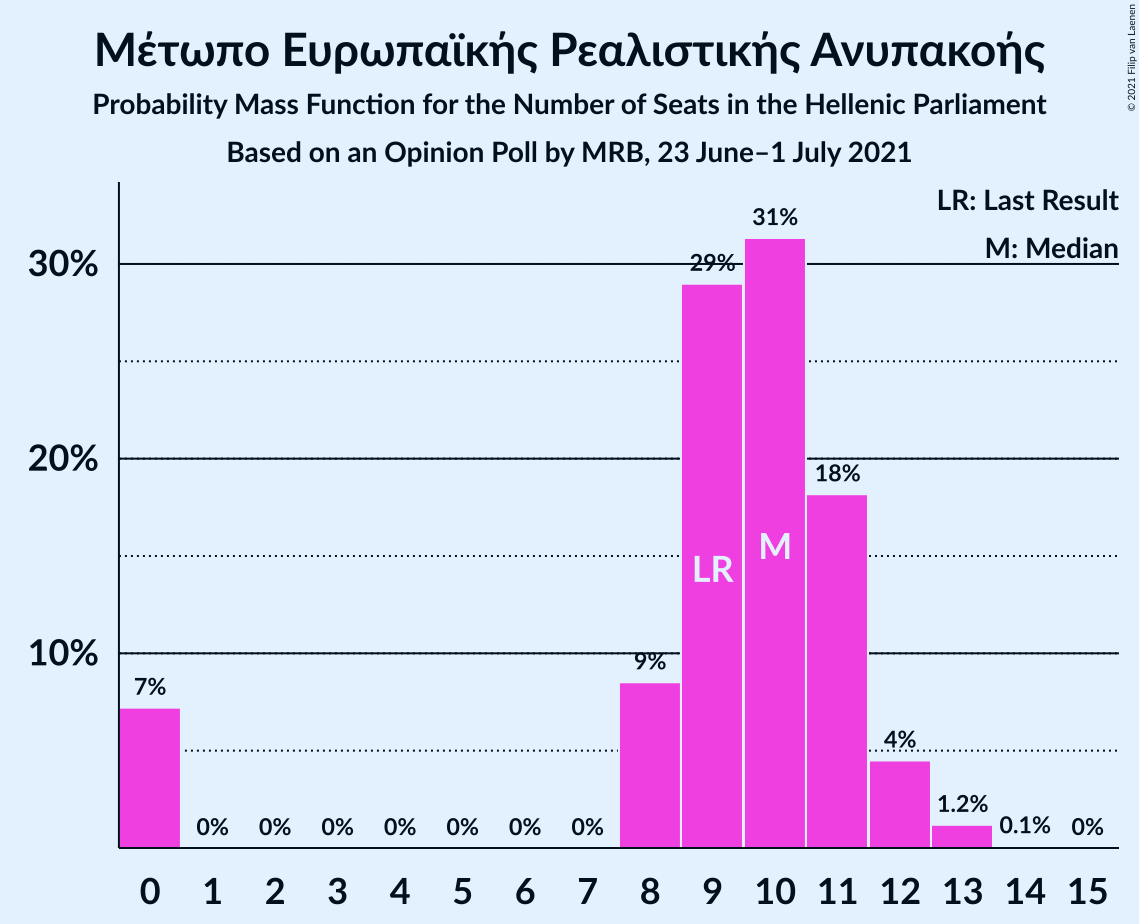 Μέτωπο Ευρωπαϊκής Ρεαλιστικής Ανυπακοής
Probability Mass Function for the Number of Seats in the Hellenic Parliament
Based on an Opinion Poll by MRB, 23 June–1 July 2021
© 2021 Filip van Laenen
LR: Last Result
M: Median
30%
20%
10%
7%
0%
0%
0%
0%
0%
0%
0%
9%
29%
31%
18%
4%
1.2%
0.1%
0%
LR
M
0 1 2 3 4 5 6 7 8 9 10 11 12 13 14 15